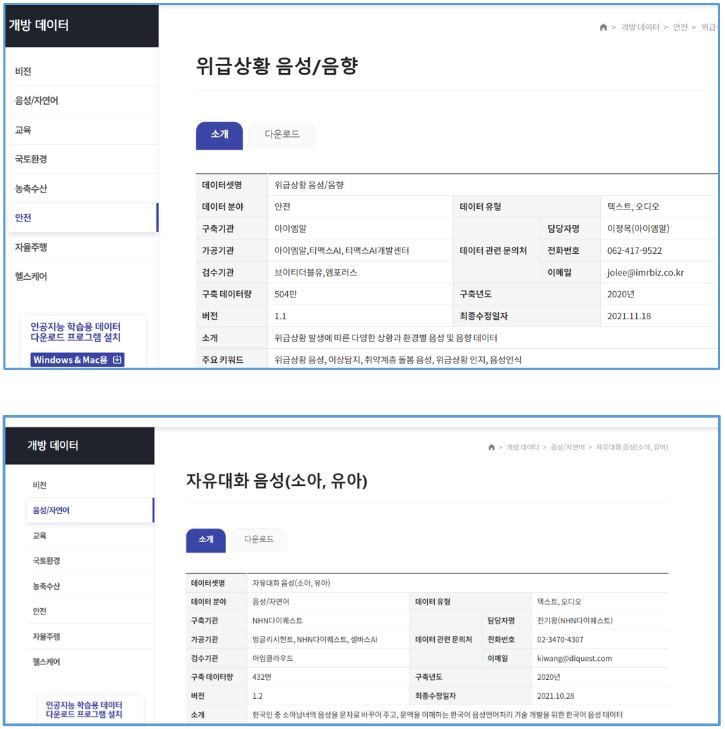 개방 데이터
> 개방 데이터 > 안전 > 위급
비전
음성/자연어
교육
국토환경
농축수산
안전
자율주행
헬스케어
인공지능 학습용 데이터
다운로드 프로그램 설치
Windows & Mac용
위급상황 음성/음향
소개 다운로드
데이터셋명 위급상황 음성/음향
데이터 분야 안전 데이터 유형 텍스트, 오디오
구축기관 아이엠알 담당자명 이정옥(아이엠알)
가공기관 아이엠알,티맥스AI, 티맥스AI개발센터 데이터 관련 문의처 전화번호 062-417-9522
검수기관 브이티더블유,엠포러스 이메일 jolee@imrbiz.co.kr
구축 데이터량 504만 구축년도 2020년
버전 1.1 최종수정일자 2021.11.18
소개 위급상황 발생에 따른 다양한 상황과 환경별 음성 및 음향 데이터
주요 키워드 위급상황 음성, 이상탐지, 취약계층 돌봄 음성, 위급상황 인지, 음성인식
개방 데이터
> 개방 데이터 > 음성/자연어 > 자유대화 음성(소아, 유아)
비전
음성/자연어
교육
국토환경
농축수산
안전
자율주행
헬스케어
인공지능 학습용 데이터
다운로드 프로그램 설치
자유대화 음성(소아, 유아)
소개 다운로드
데이터셋명 자유대화 음성(소아, 유아)
데이터 분야 음성/자연어 데이터 유형 텍스트, 오디오
구축기관 NHN다이퀘스트 담당자명 전기왕(NHN다이퀘스트)
가공기관 잉글리시헌트, NHN다이퀘스트, 셀바스AI 데이터 관련 문의처 전화번호 02-3470-4307
검수기관 아임클라우드 이메일 kiwang@diquest.com
구축 데이터량 432만 구축년도 2020년
버전 1.2 최종수정일자 2021.10.28
소개 한국인 중 소아남녀의 음성을 문자로 바꾸어 주고, 문맥을 이해하는 한국어 음성언어처리 기술 개발을 위한 한국어 음성 데이터